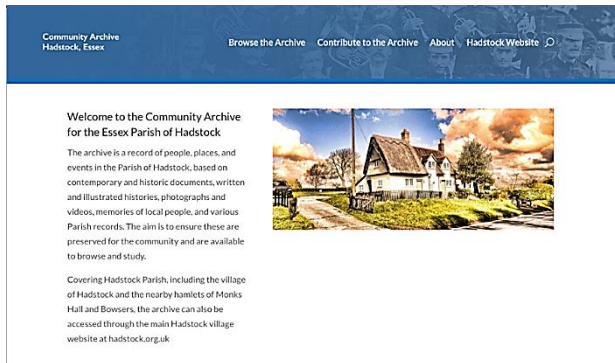 Community Archive
Hadstock, Essex
Browse the Archive Contribute to the Archive About Hadstock Website
Welcome to the Community Archive
for the Essex Parish of Hadstock
The archive is a record of people, places, and
events in the Parish of Hadstock, based on
contemporary and historic documents, written
and illustrated histories, photographs and
videos, memories of local people, and various
Parish records. The aim is to ensure these are
preserved for the community and are available
to browse and study.
Covering Hadstock Parish, including the village
of Hadstock and the nearby hamlets of Monks
Hall and Bowsers, the archive can also be
accessed through the main Hadstock village
website at hadstock.org.uk